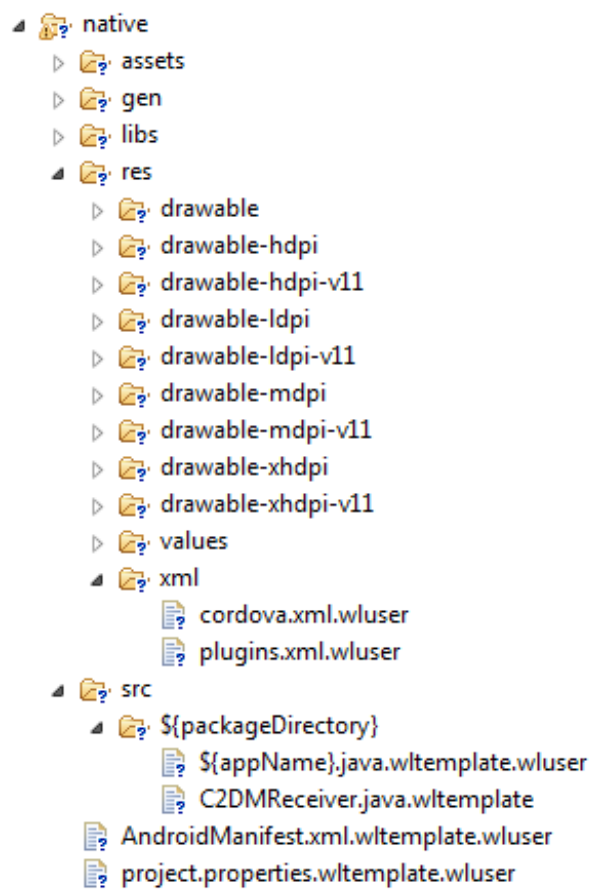 native
assets
gen
libs
res
drawable
drawable-hdpi
drawable-hdpi-v11
drawable-ldpi
drawable-ldpi-v11
drawable-mdpi
drawable-mdpi-v11
drawable-xhdpi
drawable-xhdpi-v11
values
xml
cordova.xml.wluser
plugins.xml.wluser
src
${packageDirectory}
${appName}.java.wltemplate.wluser
C2DMReceiver.java.wltemplate
AndroidManifest.xml.wltemplate.wluser
project.properties.wltemplate.wluser